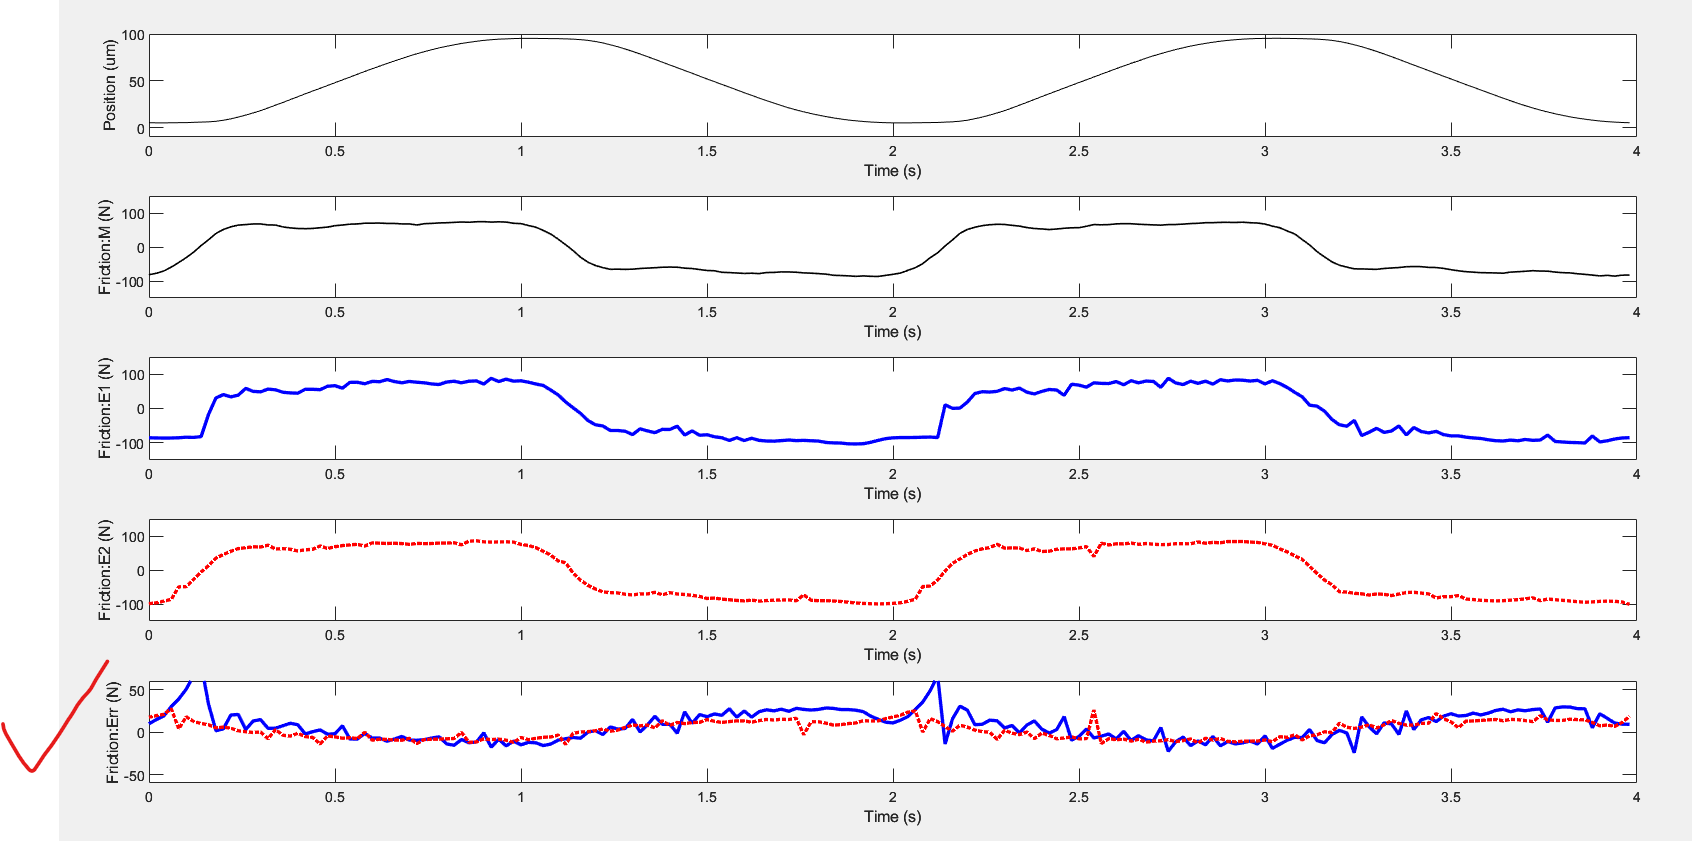 Position (um)
100
50
0
0 0.5 1 1.5 2 2.5 3 3.5 4
Time (s)
Friction:M (N)
100
0
-100
0 0.5 1 1.5 2 2.5 3 3.5 4
Time (s)
Friction:E1 (N)
100
0
-100
0 0.5 1 1.5 2 2.5 3 3.5 4
Time (s)
Friction:E2 (N)
100
0
-100
0 0.5 1 1.5 2 2.5 3 3.5 4
Time (s)
Friction:Err (N)
50
0
-50
0 0.5 1 1.5 2 2.5 3 3.5 4
Time (s)